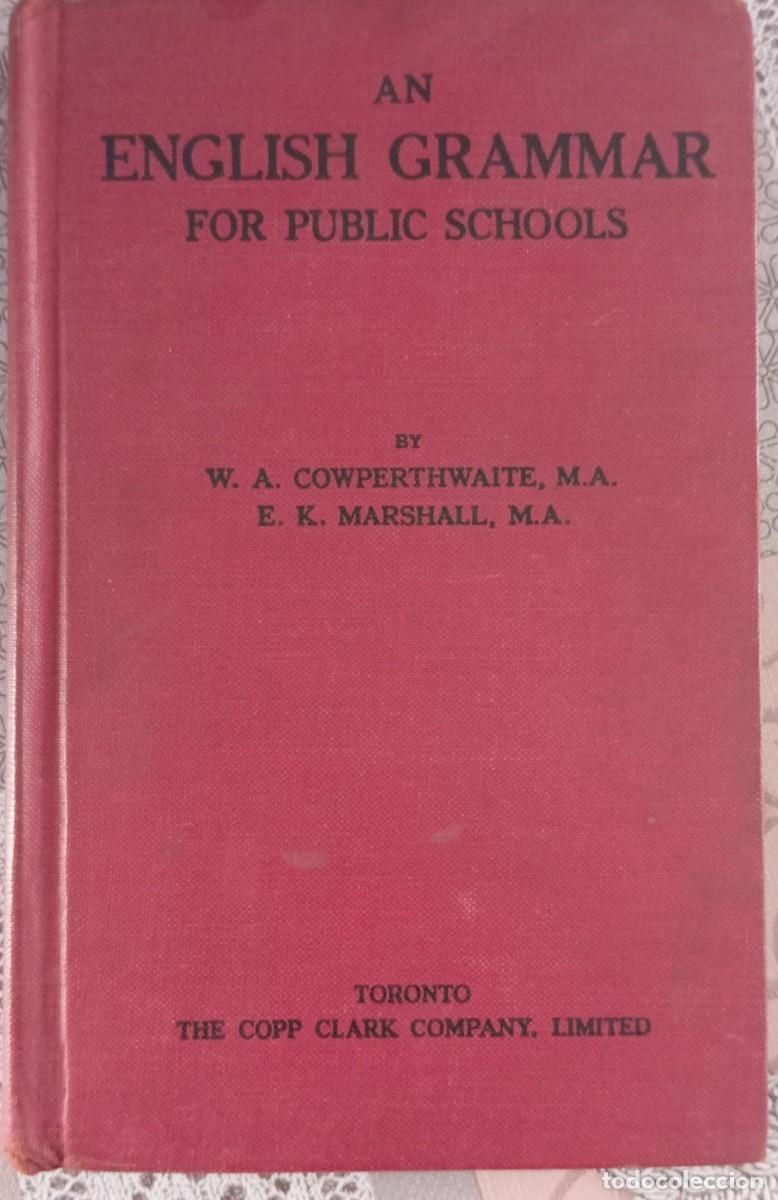 AN
ENGLISH GRAMMAR
FOR PUBLIC SCHOOLS
BY
W. A. COWPERTHWAITE, M.A.
E. K. MARSHALL, M.A.
TORONTO
THE COPP CLARK COMPANY, LIMITED
todocoleccion